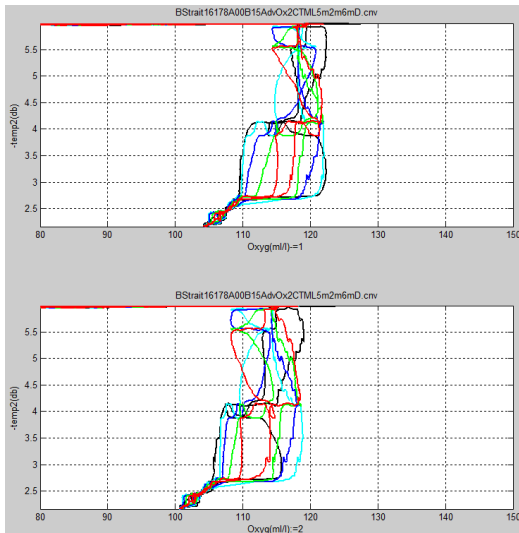 BStrait16178A00B15AdvOx2CTML5m2m6mD.cnv
5.5
5
4.5
4
3.5
3
2.5
-temp2(db)
80 90 100 110 120 130 140 150
Oxyg(ml/l)-=1
BStrait16178A00B15AdvOx2CTML5m2m6mD.cnv
5.5
5
4.5
4
3.5
3
2.5
-temp2(db)
80 90 100 110 120 130 140 150
Oxyg(ml/l)=2